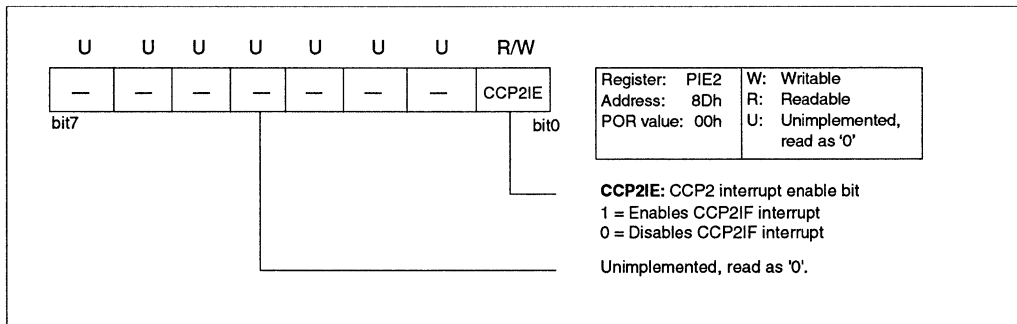 U U U U U U U R/W
— — — — — — — CCP2IE
bit7 bit0
Register: PIE2
Address: 8Dh
POR value: 00h
W: Writable
R: Readable
U: Unimplemented,
read as '0'
CCP2IE: CCP2 interrupt enable bit
1 = Enables CCP2IF interrupt
0 = Disables CCP2IF interrupt
Unimplemented, read as '0'.